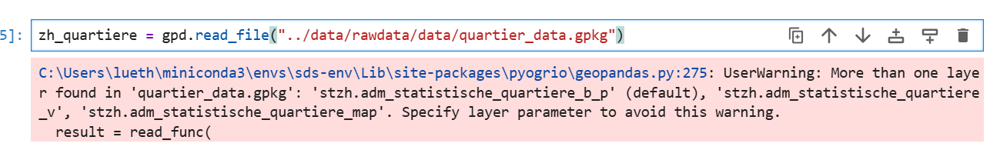 5]: zh_quartiere = gpd.read_file("../data/rawdata/data/quartier_data.gpkg")
C:\Users\lueth\miniconda3\envs\sds-env\Lib\site-packages\pyogrio\geopandas.py:275: UserWarning: More than one laye
r found in 'quartier_data.gpkg': 'stzh.adm_statistische_quartiere_b_p' (default), 'stzh.adm_statistische_quartiere
_v', 'stzh.adm_statistische_quartiere_map'. Specify layer parameter to avoid this warning.
  result = read_func(